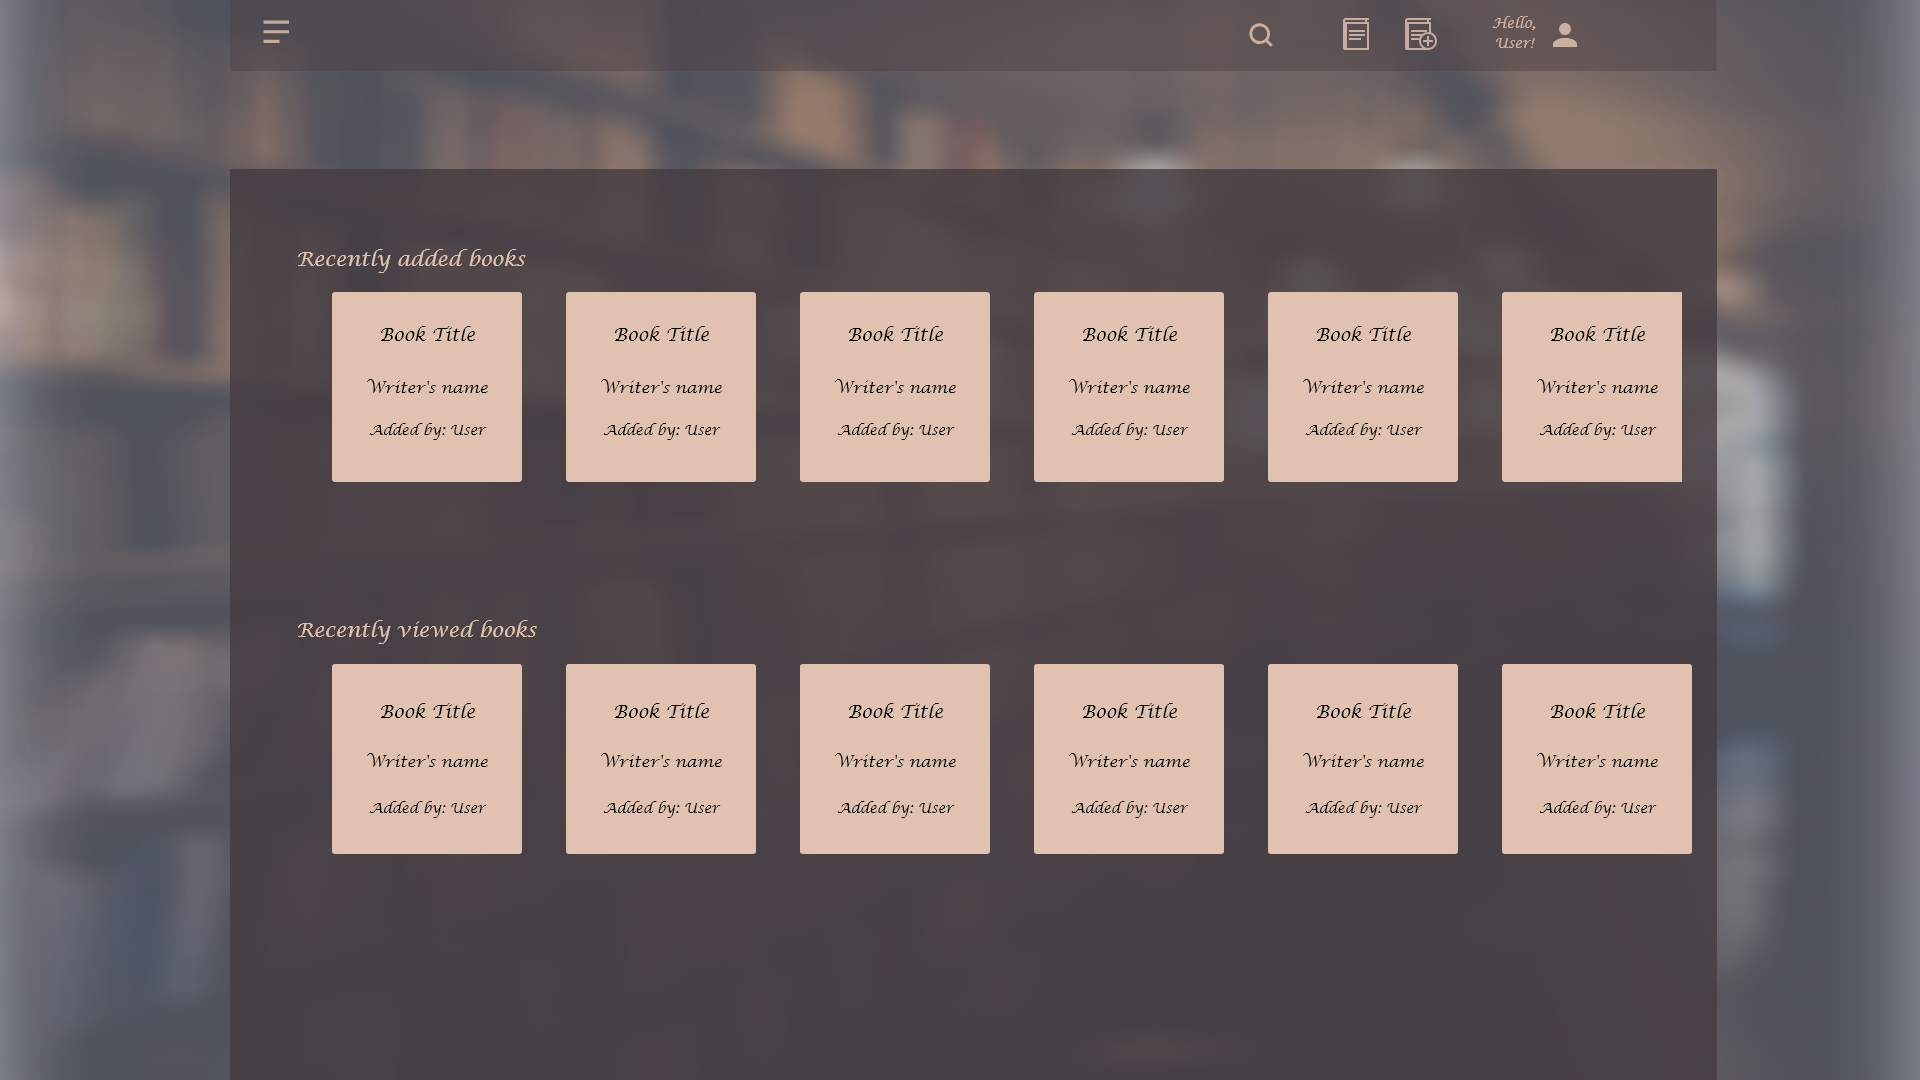 Hello,
User!
Recently added books
Book Title Book Title Book Title Book Title Book Title Book Title
Writer's name Writer's name Writer's name Writer's name Writer's name Writer's name
Added by: User Added by: User Added by: User Added by: User Added by: User Added by: User
Recently viewed books
Book Title Book Title Book Title Book Title Book Title Book Title
Writer's name Writer's name Writer's name Writer's name Writer's name Writer's name
Added by: User Added by: User Added by: User Added by: User Added by: User Added by: User